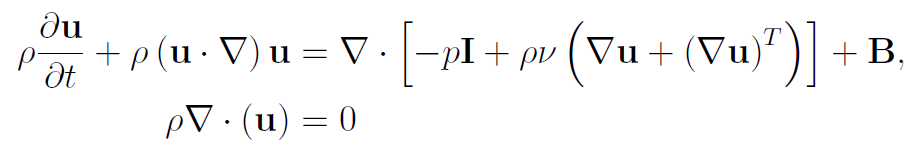 ρ ∂𝐮/∂t + ρ (𝐮 · ∇) 𝐮 = ∇ · [−p𝐈 + ρν (∇𝐮 + (∇𝐮)ᵀ)] + 𝐁,
ρ∇ · (𝐮) = 0